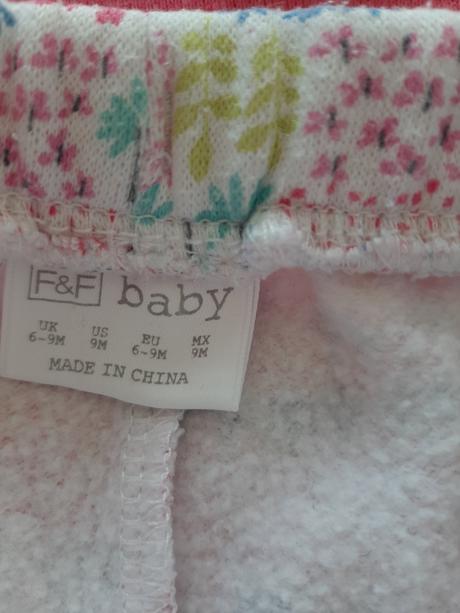 F&F baby
UK US EU MX
6-9M 9M 6-9M 9M
MADE IN CHINA